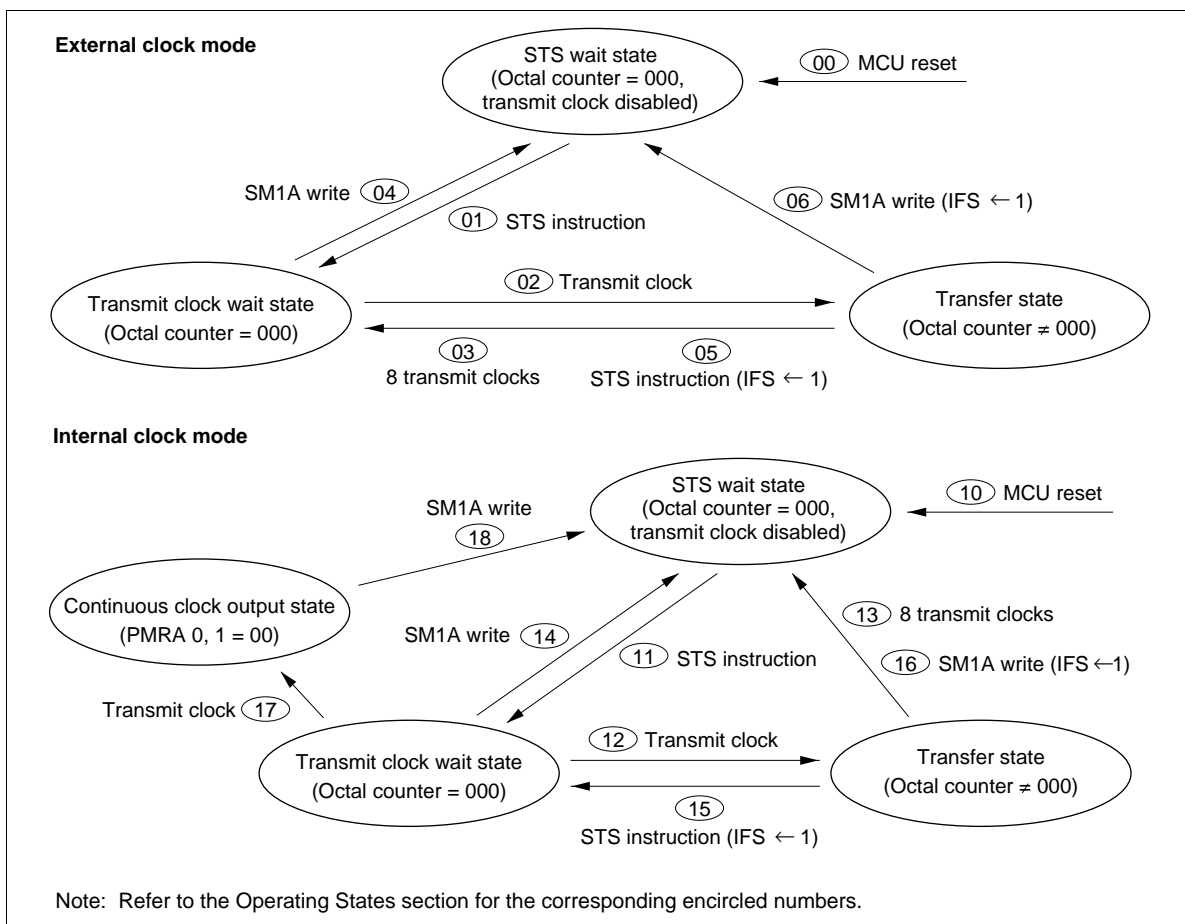 External clock mode
STS wait state
(Octal counter = 000,
transmit clock disabled)
00 MCU reset
SM1A write 04
01 STS instruction
06 SM1A write (IFS ← 1)
Transmit clock wait state
(Octal counter = 000)
02 Transmit clock
Transfer state
(Octal counter ≠ 000)
03
8 transmit clocks
05
STS instruction (IFS ← 1)
Internal clock mode
STS wait state
(Octal counter = 000,
transmit clock disabled)
10 MCU reset
SM1A write
18
Continuous clock output state
(PMRA 0, 1 = 00)
SM1A write 14
11 STS instruction
13 8 transmit clocks
16 SM1A write (IFS ←1)
Transmit clock 17
Transmit clock wait state
(Octal counter = 000)
12 Transmit clock
Transfer state
(Octal counter ≠ 000)
15
STS instruction (IFS ← 1)
Note: Refer to the Operating States section for the corresponding encircled numbers.